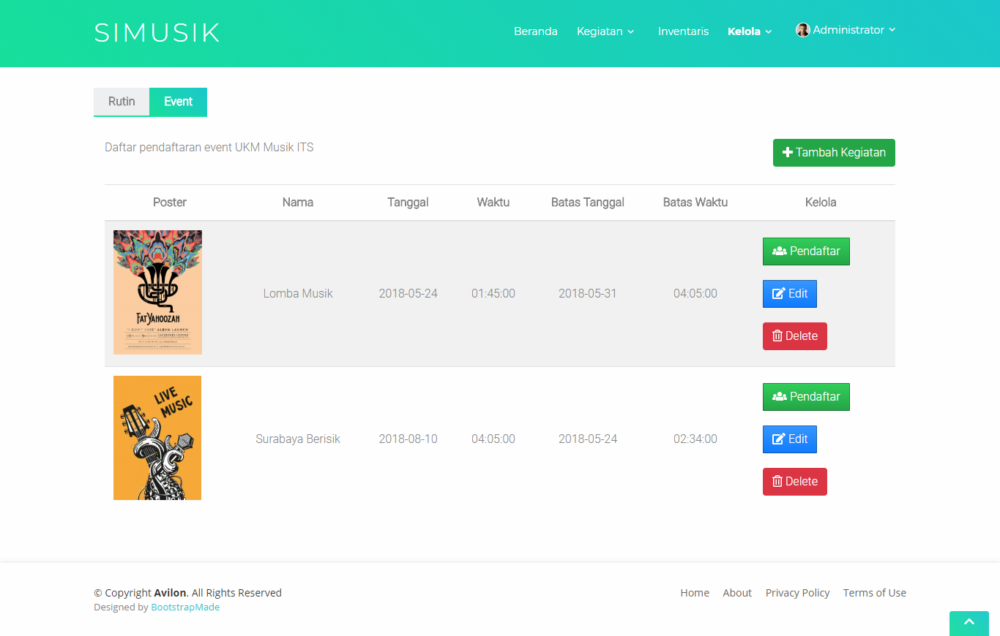 SIMUSIK
Beranda Kegiatan Inventaris Kelola Administrator
Rutin Event
Daftar pendaftaran event UKM Musik ITS
Tambah Kegiatan
Poster Nama Tanggal Waktu Batas Tanggal Batas Waktu Kelola
FAT YAHOOZAH
"I DON'T CARE" ALBUM LAUNCH
Lomba Musik 2018-05-24 01:45:00 2018-05-31 04:05:00
Pendaftar
Edit
Delete
LIVE
MUSIC
Surabaya Berisik 2018-08-10 04:05:00 2018-05-24 02:34:00
Pendaftar
Edit
Delete
© Copyright Avilon. All Rights Reserved
Designed by BootstrapMade
Home About Privacy Policy Terms of Use